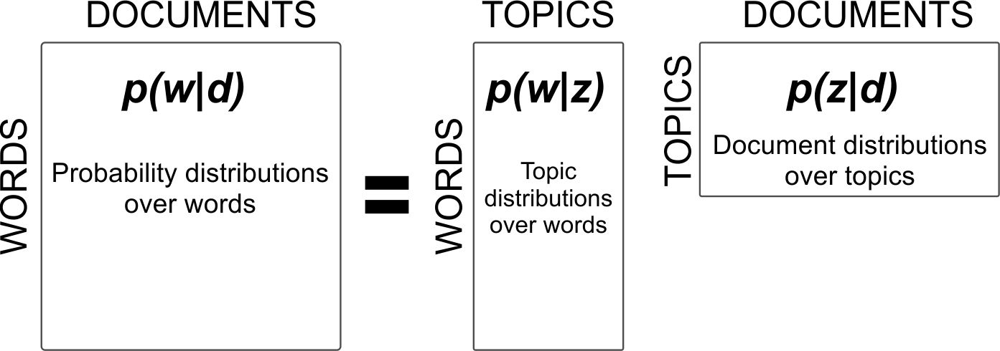 DOCUMENTS
WORDS
p(w|d)
Probability distributions
over words
=
TOPICS
WORDS
p(w|z)
Topic
distributions
over words
DOCUMENTS
TOPICS
p(z|d)
Document distributions
over topics